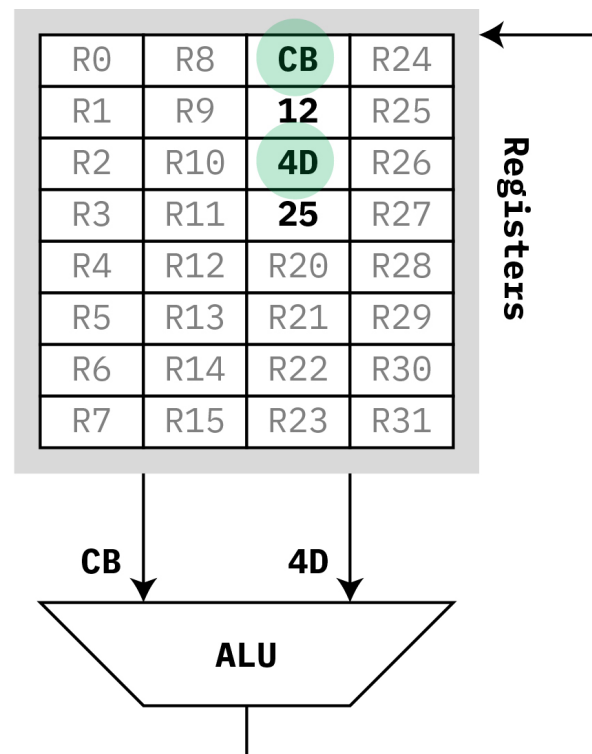 R0 R8 CB R24
R1 R9 12 R25
R2 R10 4D R26
R3 R11 25 R27
R4 R12 R20 R28
R5 R13 R21 R29
R6 R14 R22 R30
R7 R15 R23 R31
Registers
CB 4D
ALU